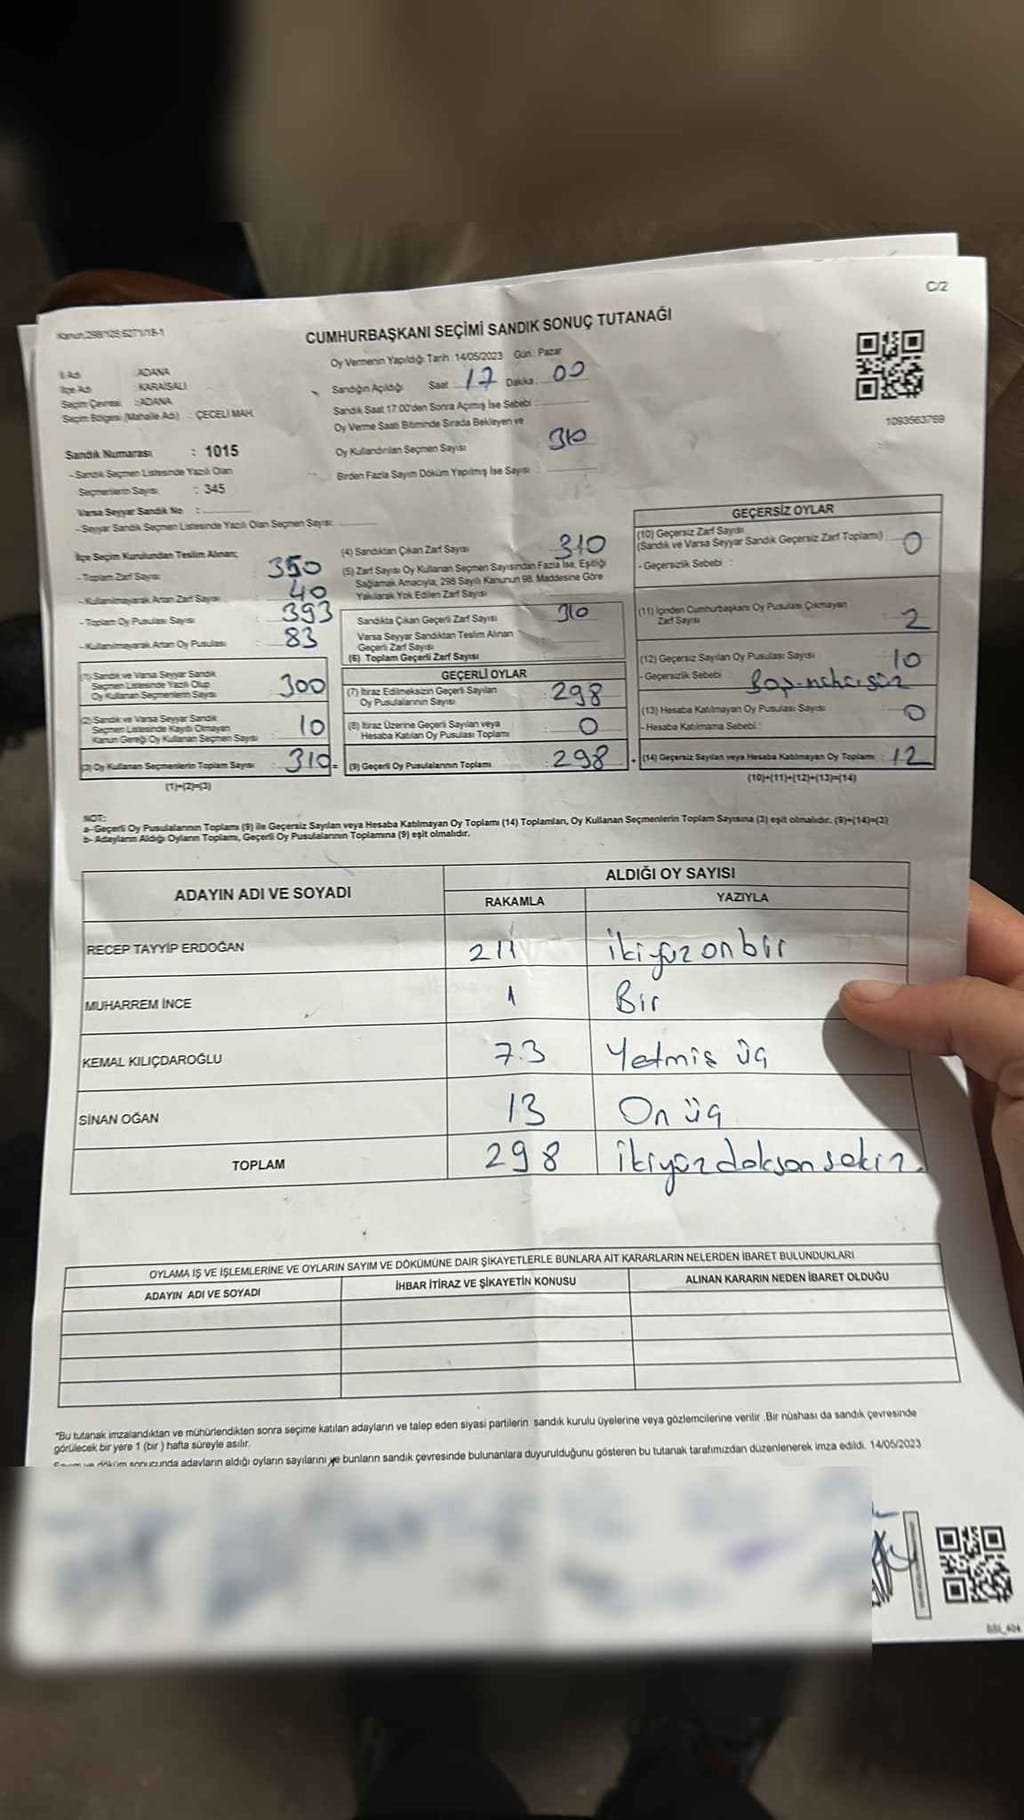 Kanun:298/105;6271/18-1
C/2
CUMHURBAŞKANI SEÇİMİ SANDIK SONUÇ TUTANAĞI
Oy Vermenin Yapıldığı Tarih :14/05/2023 Gün : Pazar
İl Adı : ADANA
İlçe Adı : KARAİSALI
Seçim Çevresi : ADANA
Seçim Bölgesi (Mahalle Adı) : ÇECELİ MAH.
Sandığın Açıldığı Saat : 17 Dakika : 00
Sandık Saat 17:00'den Sonra Açılmış İse Sebebi :
Oy Verme Saati Bitiminde Sırada Bekleyen ve
Oy Kullandırılan Seçmen Sayısı : 310
Birden Fazla Sayım Döküm Yapılmış İse Sayısı :
1093563769
Sandık Numarası : 1015
-Sandık Seçmen Listesinde Yazılı Olan
Seçmenlerin Sayısı : 345
Varsa Seyyar Sandık No :
-Seyyar Sandık Seçmen Listesinde Yazılı Olan Seçmen Sayısı:
İlçe Seçim Kurulundan Teslim Alınan;
- Toplam Zarf Sayısı : 350
- Kullanılmayarak Artan Zarf Sayısı : 40
- Toplam Oy Pusulası Sayısı : 393
- Kullanılmayarak Artan Oy Pusulası : 83
(1) Sandık ve Varsa Seyyar Sandık
Seçmen Listesinde Yazılı Olup
Oy Kullanan Seçmenlerin Sayısı : 300
(2) Sandık ve Varsa Seyyar Sandık
Seçmen Listesinde Kayıtlı Olmayan
Kanun Gereği Oy Kullanan Seçmen Sayısı : 10
(3) Oy Kullanan Seçmenlerin Toplam Sayısı : 310 =
(1)+(2)=(3)
(4) Sandıktan Çıkan Zarf Sayısı : 310
(5) Zarf Sayısı Oy Kullanan Seçmen Sayısından Fazla İse, Eşitliği
Sağlamak Amacıyla; 298 Sayılı Kanunun 98. Maddesine Göre
Yakılarak Yok Edilen Zarf Sayısı :
Sandıkta Çıkan Geçerli Zarf Sayısı : 310
Varsa Seyyar Sandıktan Teslim Alınan
Geçerli Zarf Sayısı :
(6) Toplam Geçerli Zarf Sayısı :
GEÇERLİ OYLAR
(7) İtiraz Edilmeksizin Geçerli Sayılan
Oy Pusulalarının Sayısı : 298
(8) İtiraz Üzerine Geçerli Sayılan veya
Hesaba Katılan Oy Pusulası Toplamı : 0
(9) Geçerli Oy Pusulalarının Toplamı : 298 +
GEÇERSİZ OYLAR
(10) Geçersiz Zarf Sayısı
(Sandık ve Varsa Seyyar Sandık Geçersiz Zarf Toplamı) : 0
- Geçersizlik Sebebi :
(11) İçinden Cumhurbaşkanı Oy Pusulası Çıkmayan
Zarf Sayısı : 2
(12) Geçersiz Sayılan Oy Pusulası Sayısı : 10
- Geçersizlik Sebebi :
(13) Hesaba Katılmayan Oy Pusulası Sayısı : 0
- Hesaba Katılmama Sebebi :
(14) Geçersiz Sayılan veya Hesaba Katılmayan Oy Toplamı : 12
(10)+(11)+(12)+(13)=(14)
NOT:
a- Geçerli Oy Pusulalarının Toplamı (9) ile Geçersiz Sayılan veya Hesaba Katılmayan Oy Toplamı (14) Toplamları, Oy Kullanan Seçmenlerin Toplam Sayısına (3) eşit olmalıdır. (9)+(14)=(3)
b- Adayların Aldığı Oyların Toplamı, Geçerli Oy Pusulalarının Toplamına (9) eşit olmalıdır.
ADAYIN ADI VE SOYADI ALDIĞI OY SAYISI
RAKAMLA YAZIYLA
RECEP TAYYİP ERDOĞAN 211 ikiyüz onbir
MUHARREM İNCE 1 Bir
KEMAL KILIÇDAROĞLU 73 Yetmiş üç
SİNAN OĞAN 13 On üç
TOPLAM 298 ikiyüz doksan sekiz.
OYLAMA İŞ VE İŞLEMLERİNE VE OYLARIN SAYIM VE DÖKÜMÜNE DAİR ŞİKAYETLERLE BUNLARA AİT KARARLARIN NELERDEN İBARET BULUNDUKLARI
ADAYIN ADI VE SOYADI İHBAR İTİRAZ VE ŞİKAYETİN KONUSU ALINAN KARARIN NEDEN İBARET OLDUĞU
*Bu tutanak imzalandıktan ve mühürlendikten sonra seçime katılan adayların ve talep eden siyasi partilerin sandık kurulu üyelerine veya gözlemcilerine verilir .Bir nüshası da sandık çevresinde
görülecek bir yere 1 (bir ) hafta süreyle asılır.
Sayım ve döküm sonucunda adayların aldığı oyların sayılarını ve bunların sandık çevresinde bulunanlara duyurulduğunu gösteren bu tutanak tarafımızdan düzenlenerek imza edildi. 14/05/2023